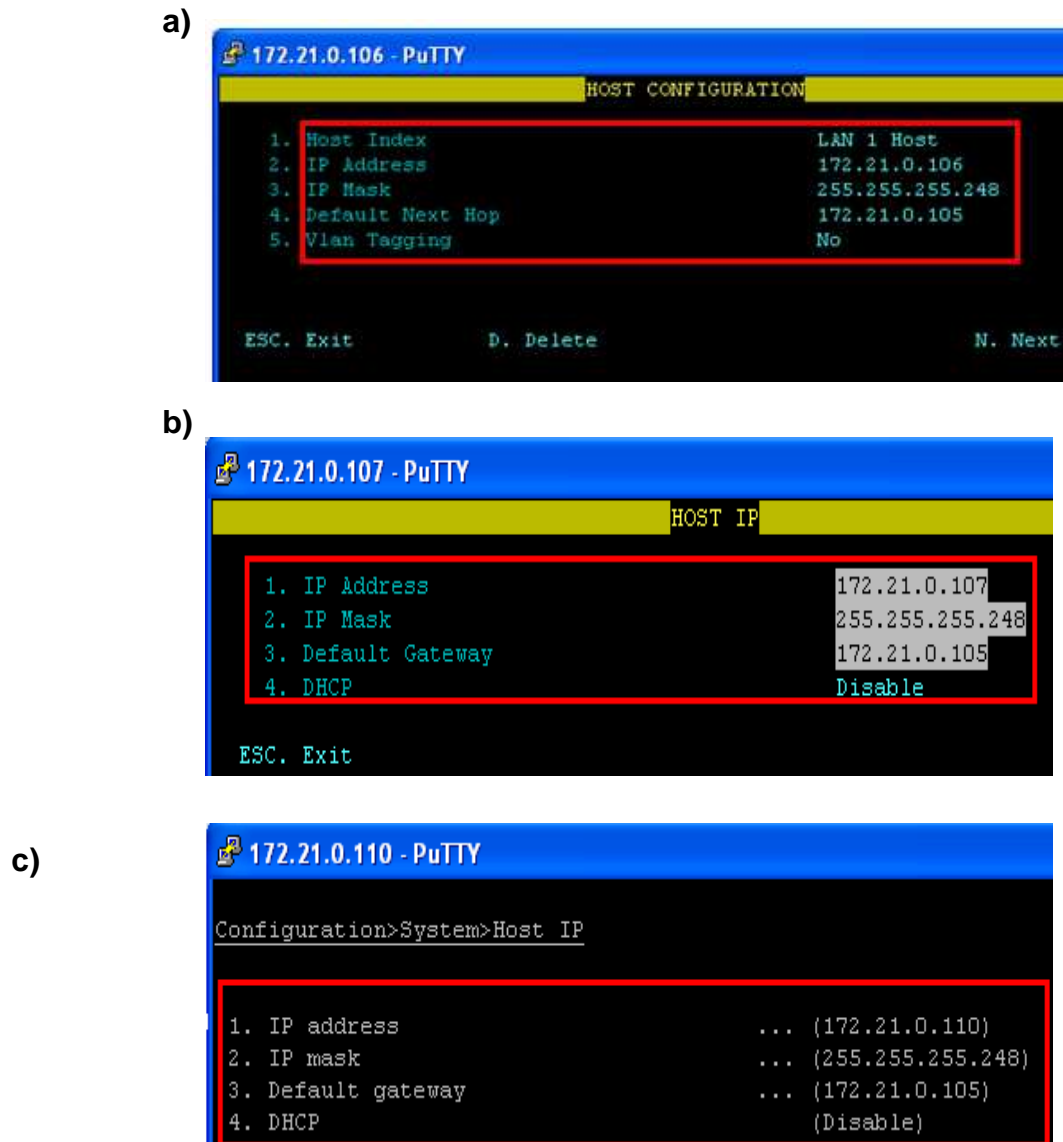 a)
172.21.0.106 - PuTTY
HOST CONFIGURATION
1. Host Index LAN 1 Host
2. IP Address 172.21.0.106
3. IP Mask 255.255.255.248
4. Default Next Hop 172.21.0.105
5. Vlan Tagging No
ESC. Exit D. Delete N. Next
b)
172.21.0.107 - PuTTY
HOST IP
1. IP Address 172.21.0.107
2. IP Mask 255.255.255.248
3. Default Gateway 172.21.0.105
4. DHCP Disable
ESC. Exit
c)
172.21.0.110 - PuTTY
Configuration>System>Host IP
1. IP address ... (172.21.0.110)
2. IP mask ... (255.255.255.248)
3. Default gateway ... (172.21.0.105)
4. DHCP (Disable)